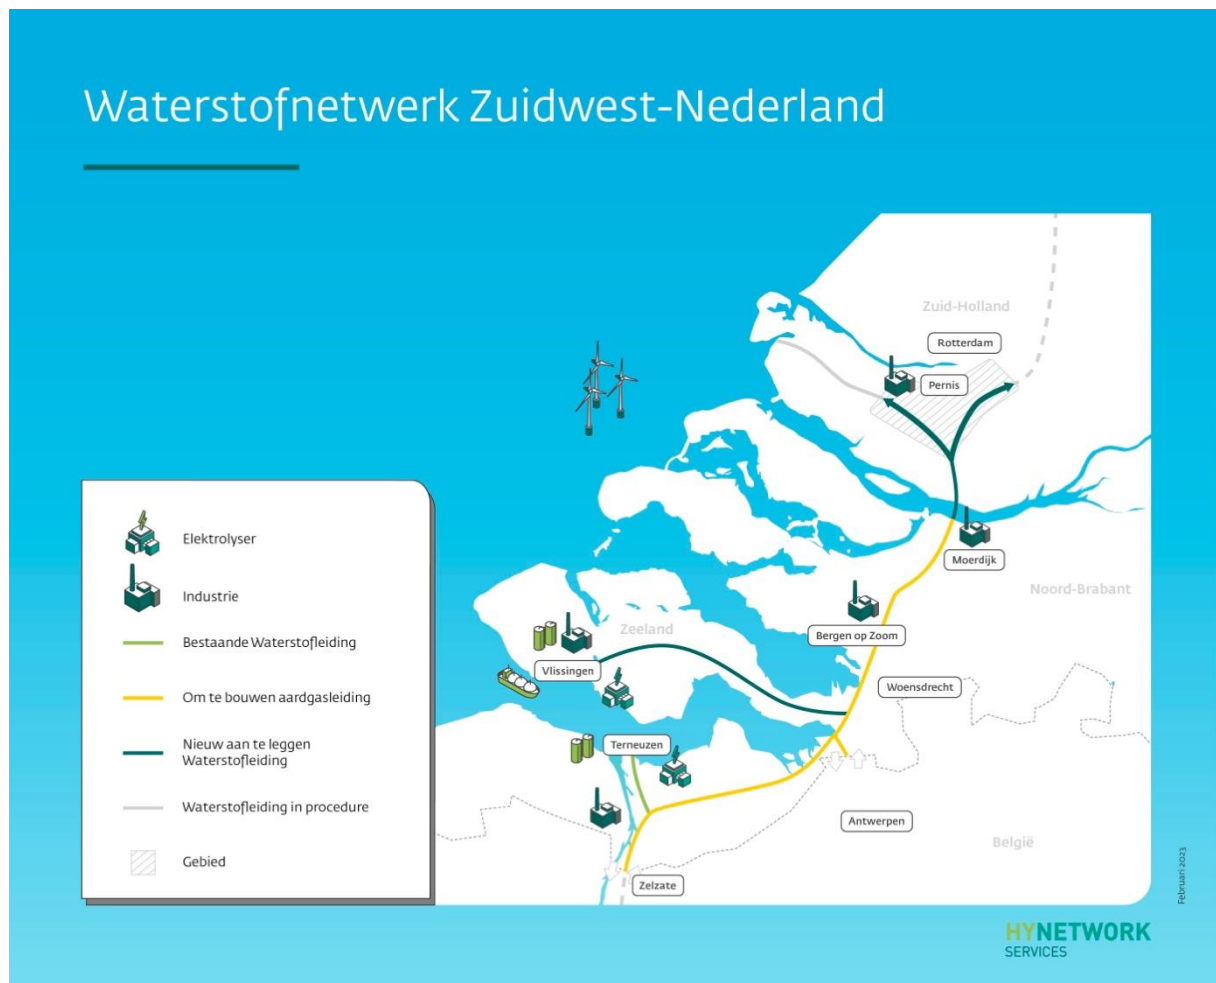 Waterstofnetwerk Zuidwest-Nederland
Zuid-Holland
Rotterdam
Pernis
Moerdijk
Noord-Brabant
Bergen op Zoom
Zeeland
Vlissingen
Woensdrecht
Terneuzen
Antwerpen
België
Zelzate
Elektrolyser
Industrie
Bestaande Waterstofleiding
Om te bouwen aardgasleiding
Nieuw aan te leggen
Waterstofleiding
Waterstofleiding in procedure
Gebied
Februari 2023
HYNETWORK
SERVICES